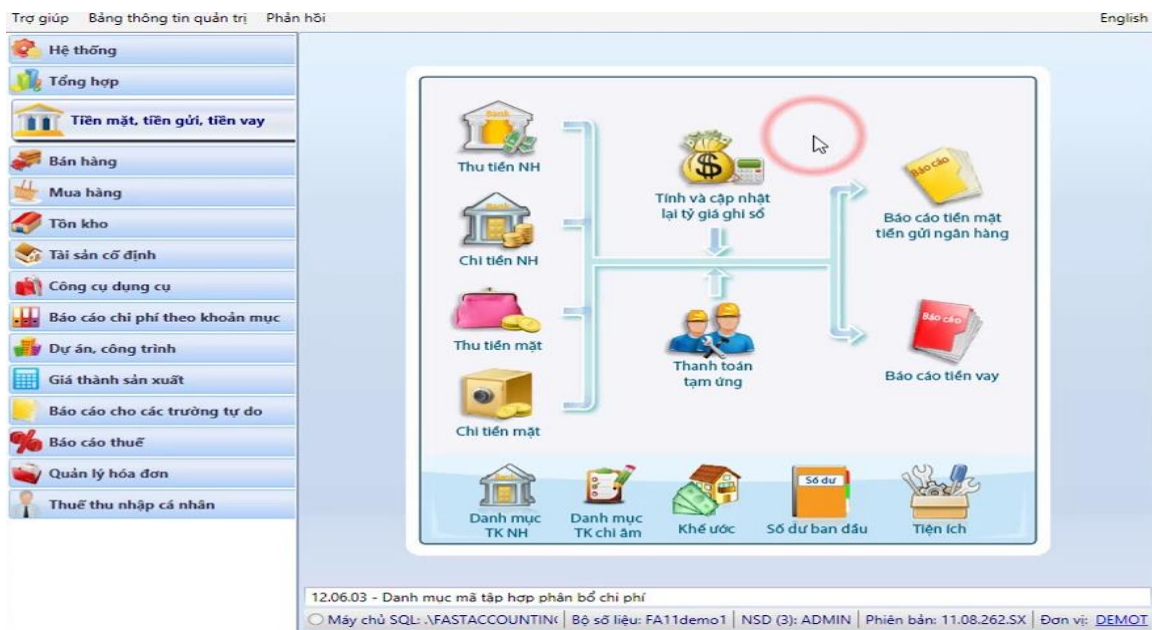 Trợ giúp Bảng thông tin quản trị Phản hồi English
Hệ thống
Tổng hợp
Tiền mặt, tiền gửi, tiền vay
Bán hàng
Mua hàng
Tồn kho
Tài sản cố định
Công cụ dụng cụ
Báo cáo chi phí theo khoản mục
Dự án, công trình
Giá thành sản xuất
Báo cáo cho các trường tự do
Báo cáo thuế
Quản lý hóa đơn
Thuế thu nhập cá nhân
Bank
Thu tiền NH
Bank
Chi tiền NH
Thu tiền mặt
Chi tiền mặt
Tính và cập nhật
lại tỷ giá ghi sổ
Thanh toán
tạm ứng
Báo cáo
Báo cáo tiền mặt
tiền gửi ngân hàng
Báo cáo
Báo cáo tiền vay
Danh mục
TK NH
Danh mục
TK chi âm
Khế ước
Số dư
Số dư ban đầu
Tiện ích
12.06.03 - Danh mục mã tập hợp phân bổ chi phí
Máy chủ SQL: .\FASTACCOUNTING Bộ số liệu: FA11demo1 NSD (3): ADMIN Phiên bản: 11.08.262.SX Đơn vị: DEMOT